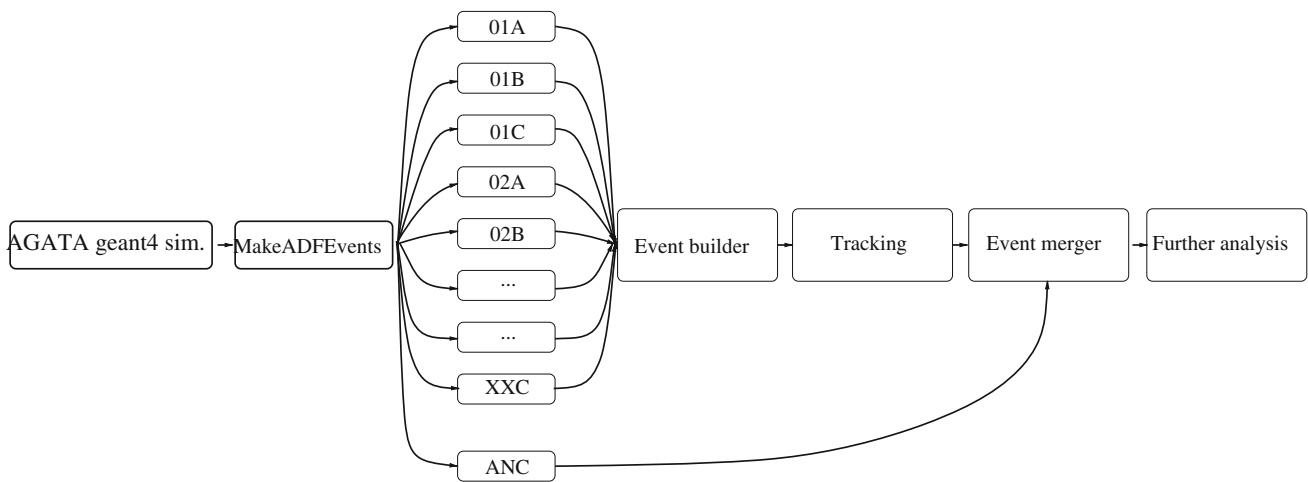 01A
01B
01C
02A
02B
...
...
XXC
ANC
AGATA geant4 sim.
MakeADFEvents
Event builder
Tracking
Event merger
Further analysis